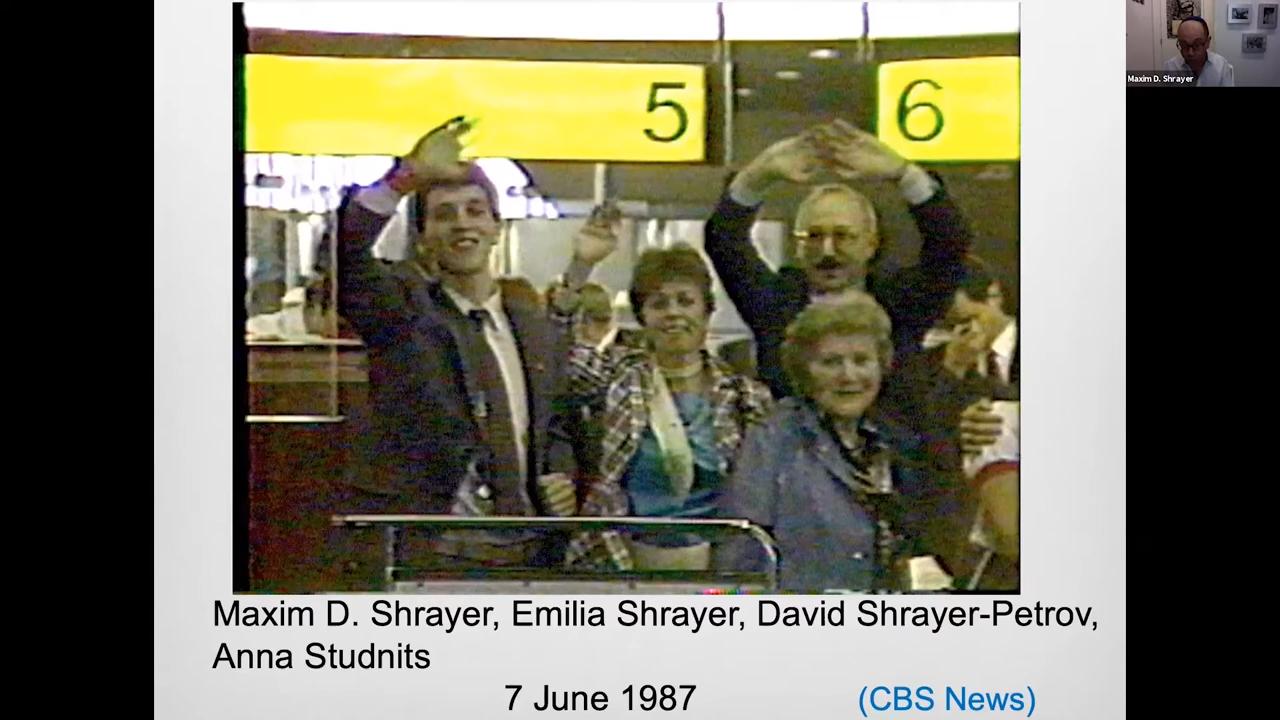 5
6
Maxim D. Shrayer
Maxim D. Shrayer, Emilia Shrayer, David Shrayer-Petrov,
Anna Studnits
7 June 1987
(CBS News)